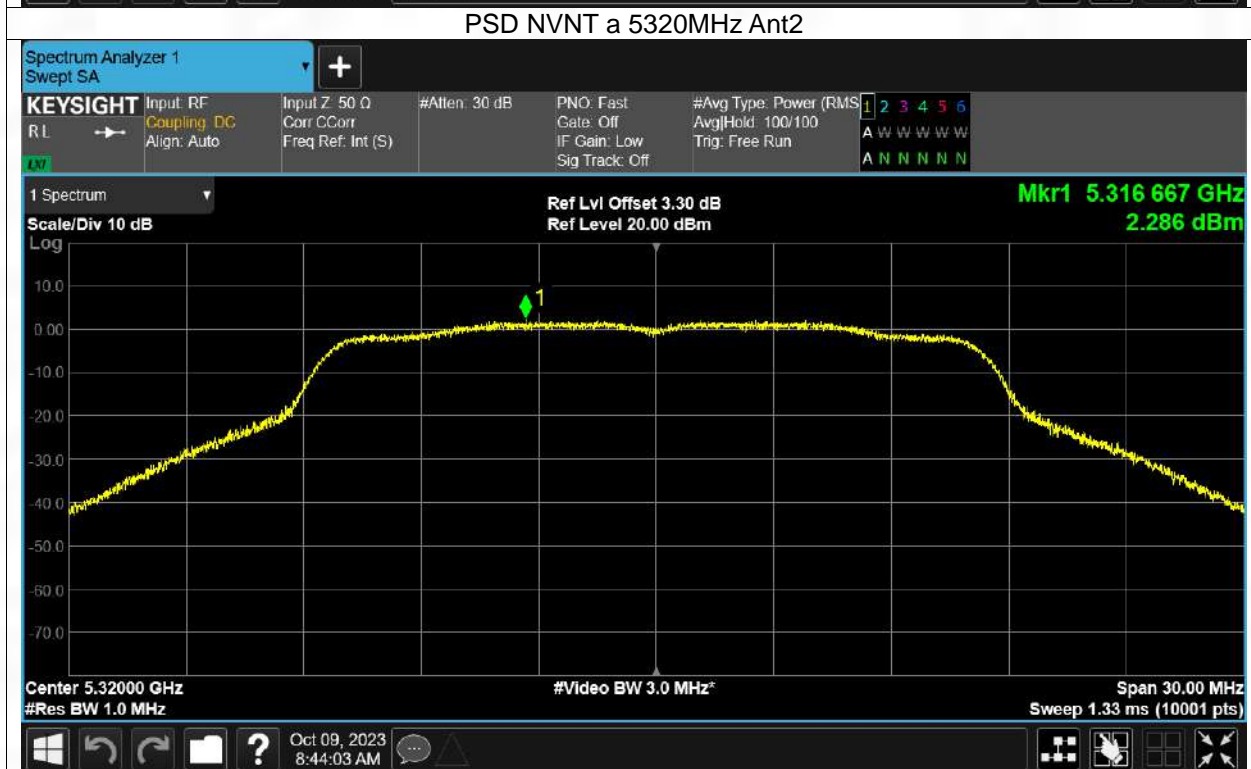 PSD NVNT a 5320MHz Ant2
Spectrum Analyzer 1
Swept SA
+
KEYSIGHT
RL
LXI
Input: RF
Coupling: DC
Align: Auto
Input Z: 50 Ω
Corr CCorr
Freq Ref: Int (S)
#Atten: 30 dB
PNO: Fast
Gate: Off
IF Gain: Low
Sig Track: Off
#Avg Type: Power (RMS
Avg|Hold: 100/100
Trig: Free Run
1 2 3 4 5 6
A W W W W W
A N N N N N
1 Spectrum
Scale/Div 10 dB
Log
Ref Lvl Offset 3.30 dB
Ref Level 20.00 dBm
Mkr1 5.316 667 GHz
2.286 dBm
10.0
0.00
-10.0
-20.0
-30.0
-40.0
-50.0
-60.0
-70.0
1
Center 5.32000 GHz
#Res BW 1.0 MHz
#Video BW 3.0 MHz*
Span 30.00 MHz
Sweep 1.33 ms (10001 pts)
?
Oct 09, 2023
8:44:03 AM